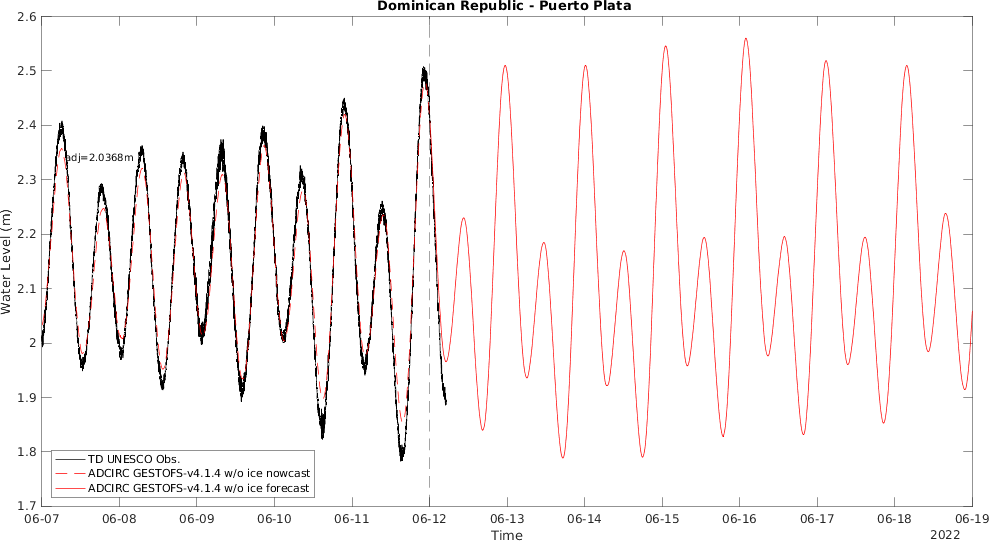 Dominican Republic - Puerto Plata
2.6
2.5
2.4
2.3
2.2
2.1
2
1.9
1.8
1.7
Water Level (m)
adj=2.0368m
TD UNESCO Obs.
ADCIRC GESTOFS-v4.1.4 w/o ice nowcast
ADCIRC GESTOFS-v4.1.4 w/o ice forecast
06-07 06-08 06-09 06-10 06-11 06-12 06-13 06-14 06-15 06-16 06-17 06-18 06-19
Time
2022